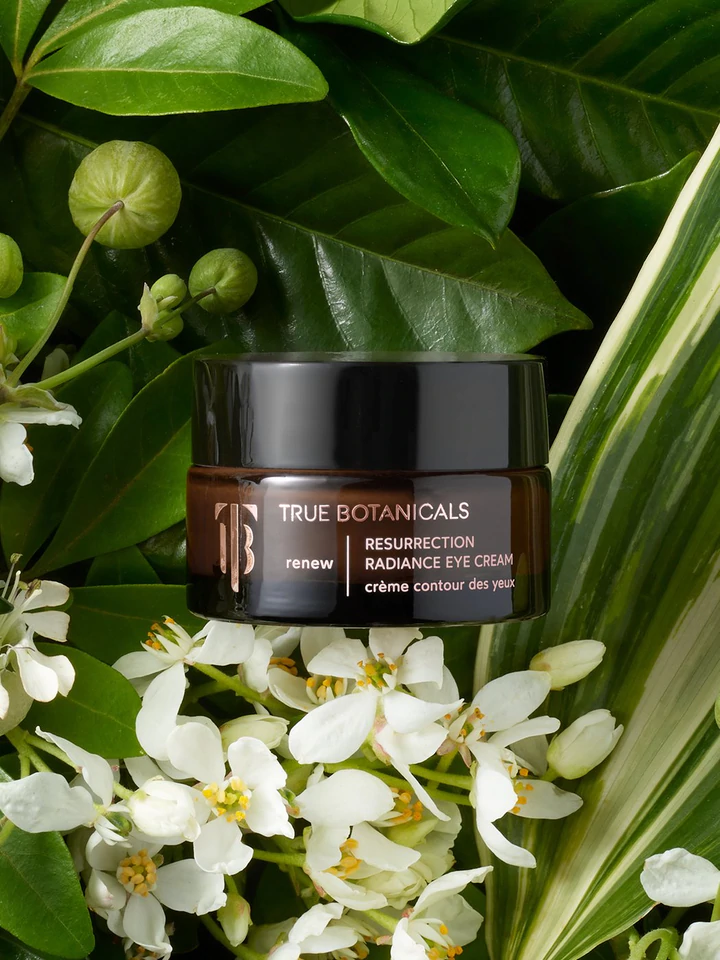 TB
TRUE BOTANICALS
renew
RESURRECTION
RADIANCE EYE CREAM
crème contour des yeux